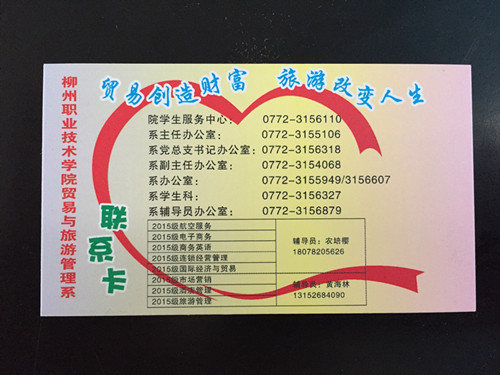 贸易创造财富 旅游改变人生
柳州职业技术学院贸易与旅游管理系
联系卡
院学生服务中心： 0772-3156110
系主任办公室： 0772-3155106
系党总支书记办公室：0772-3156318
系副主任办公室： 0772-3154068
系办公室： 0772-3155949/3156607
系学生科： 0772-3156327
系辅导员办公室： 0772-3156879
2015级航空服务
2015级电子商务
2015级商务英语
2015级连锁经营管理
2015级国际经济与贸易
辅导员：农培樱
18078205626
2015级市场营销
2015级酒店管理
2015级旅游管理
辅导员：黄海林
13152684090